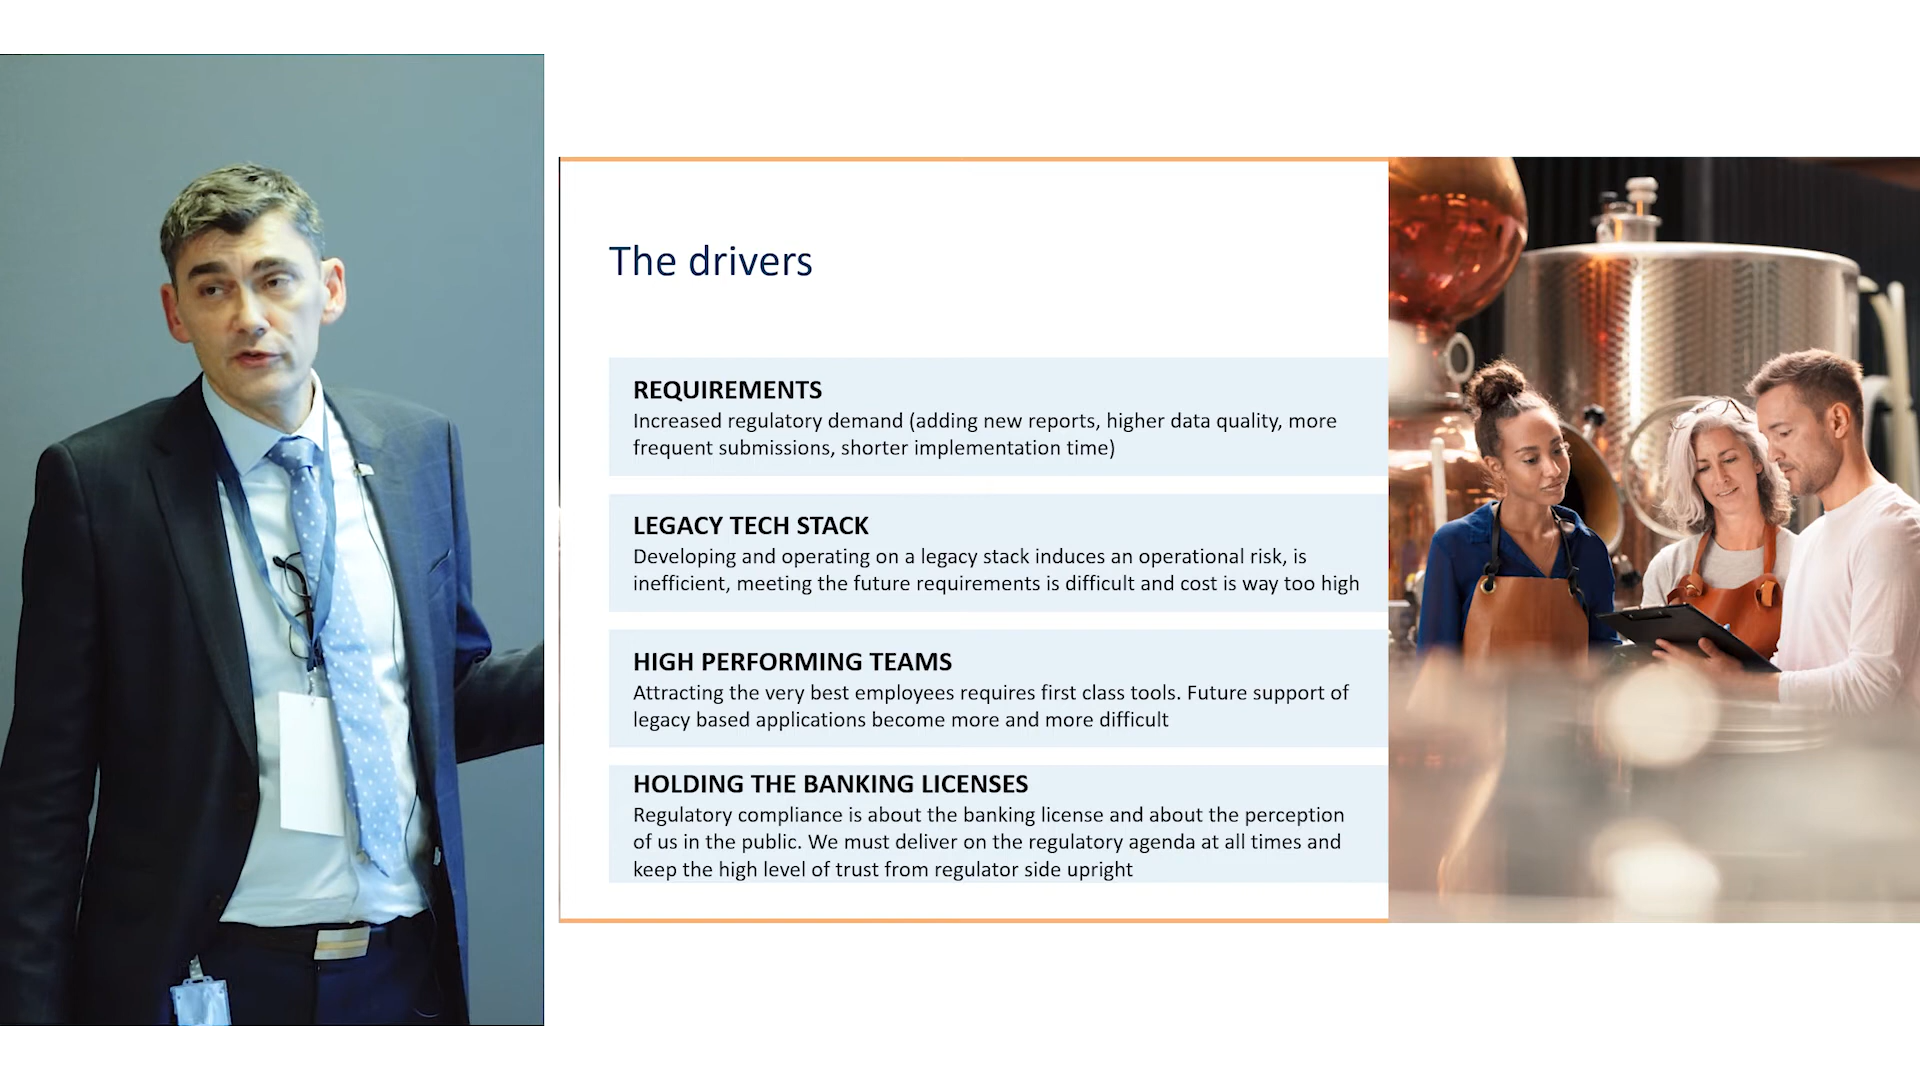 The drivers
REQUIREMENTS
Increased regulatory demand (adding new reports, higher data quality, more
frequent submissions, shorter implementation time)
LEGACY TECH STACK
Developing and operating on a legacy stack induces an operational risk, is
inefficient, meeting the future requirements is difficult and cost is way too high
HIGH PERFORMING TEAMS
Attracting the very best employees requires first class tools. Future support of
legacy based applications become more and more difficult
HOLDING THE BANKING LICENSES
Regulatory compliance is about the banking license and about the perception
of us in the public. We must deliver on the regulatory agenda at all times and
keep the high level of trust from regulator side upright